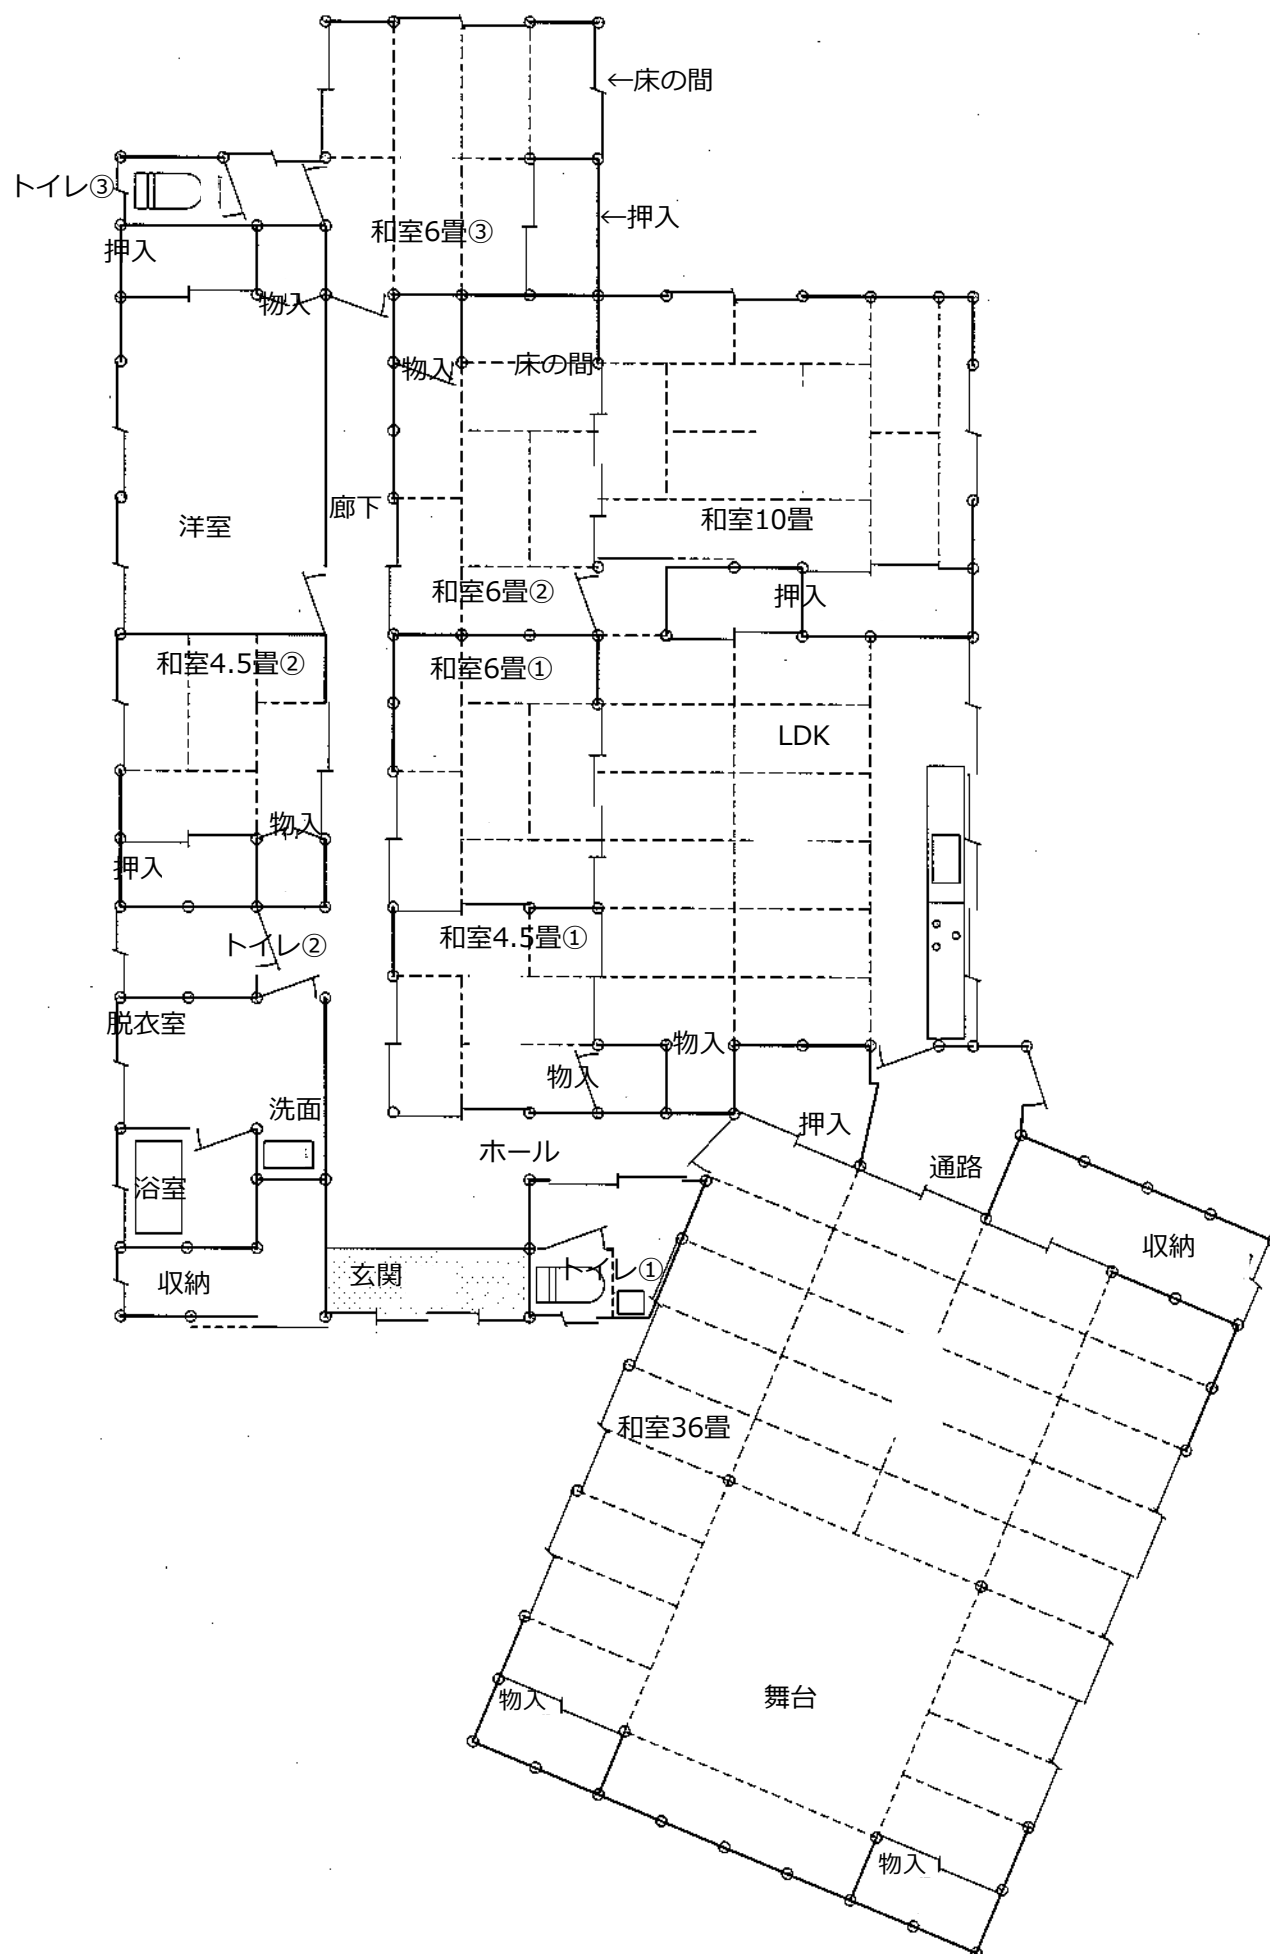 ←床の間
トイレ③
←押入
和室6畳③
押入
物入
物入
床の間
廊下
洋室
和室10畳
和室6畳②
押入
和室4.5畳②
和室6畳①
LDK
物入
押入
トイレ②
和室4.5畳①
脱衣室
物入
物入
洗面
押入
ホール
通路
浴室
収納
収納
玄関
トイレ①
和室36畳
舞台
物入
物入